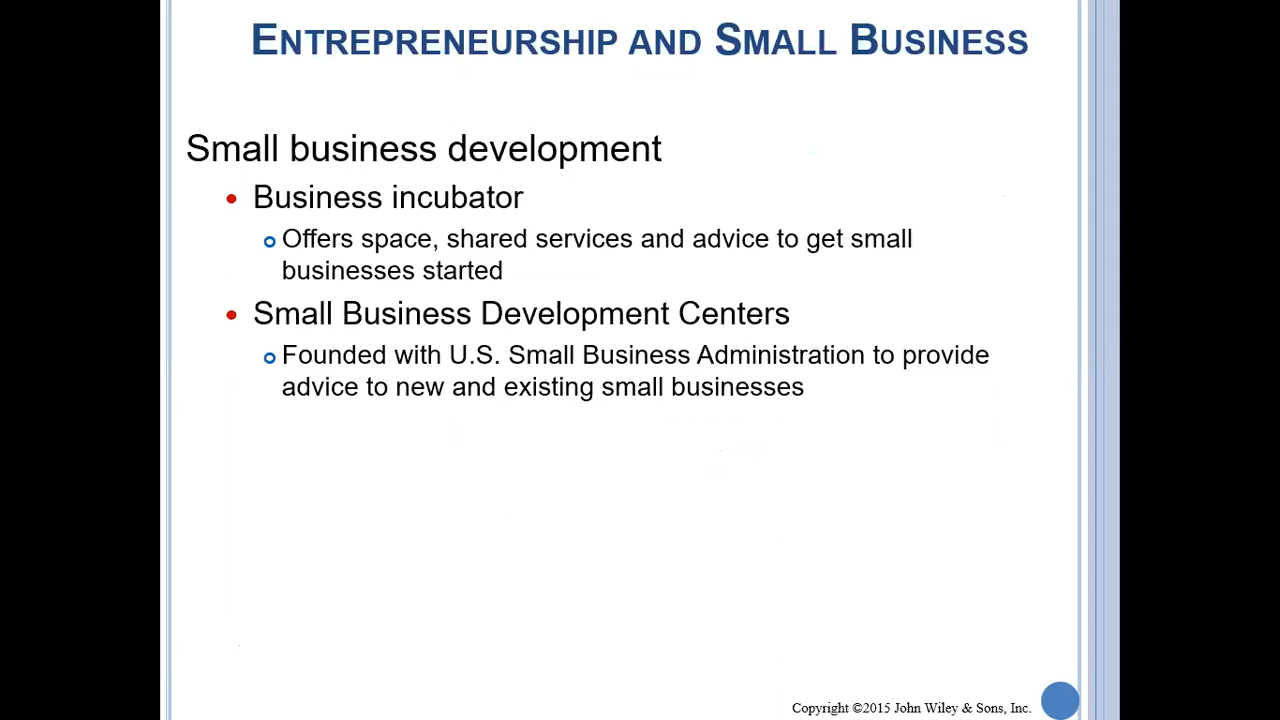 ENTREPRENEURSHIP AND SMALL BUSINESS
Small business development
• Business incubator
Offers space, shared services and advice to get small
businesses started
• Small Business Development Centers
Founded with U.S. Small Business Administration to provide
advice to new and existing small businesses
Copyright ©2015 John Wiley & Sons, Inc.